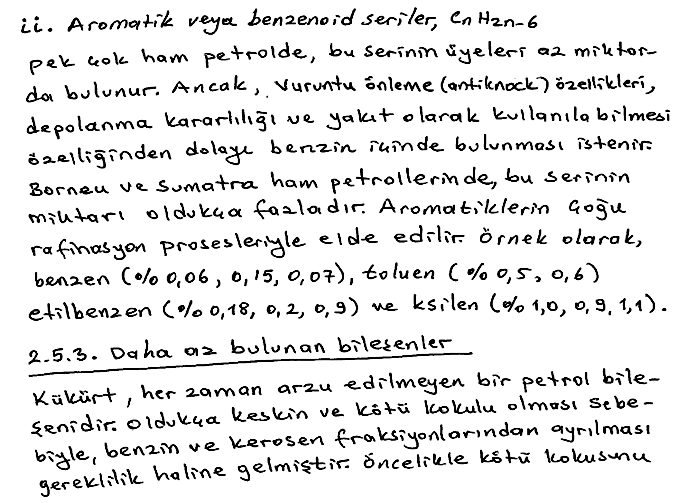 ii. Aromatik veya benzenoid seriler, CnH2n-6
pek çok ham petrolde, bu serinin üyeleri az miktar-
da bulunur. Ancak, vuruntu önleme (antiknock) özellikleri,
depolanma kararlılığı ve yakıt olarak kullanılabilmesi
özelliğinden dolayı benzin içinde bulunması istenir.
Borneu ve Sumatra ham petrollerinde, bu serinin
miktarı oldukça fazladır. Aromatiklerin çoğu
rafinasyon prosesleriyle elde edilir. Örnek olarak,
benzen (% 0,06, 0,15, 0,07), toluen (% 0,5, 0,6)
etilbenzen (% 0,18, 0,2, 0,9) ve ksilen (% 1,0, 0,9, 1,1).
2.5.3. Daha az bulunan bileşenler
Kükürt, her zaman arzu edilmeyen bir petrol bile-
şenidir. Oldukça keskin ve kötü kokulu olması sebe-
biyle, benzin ve kerosen fraksiyonlarından ayrılması
gereklilik haline gelmiştir. Öncelikle kötü kokusunu